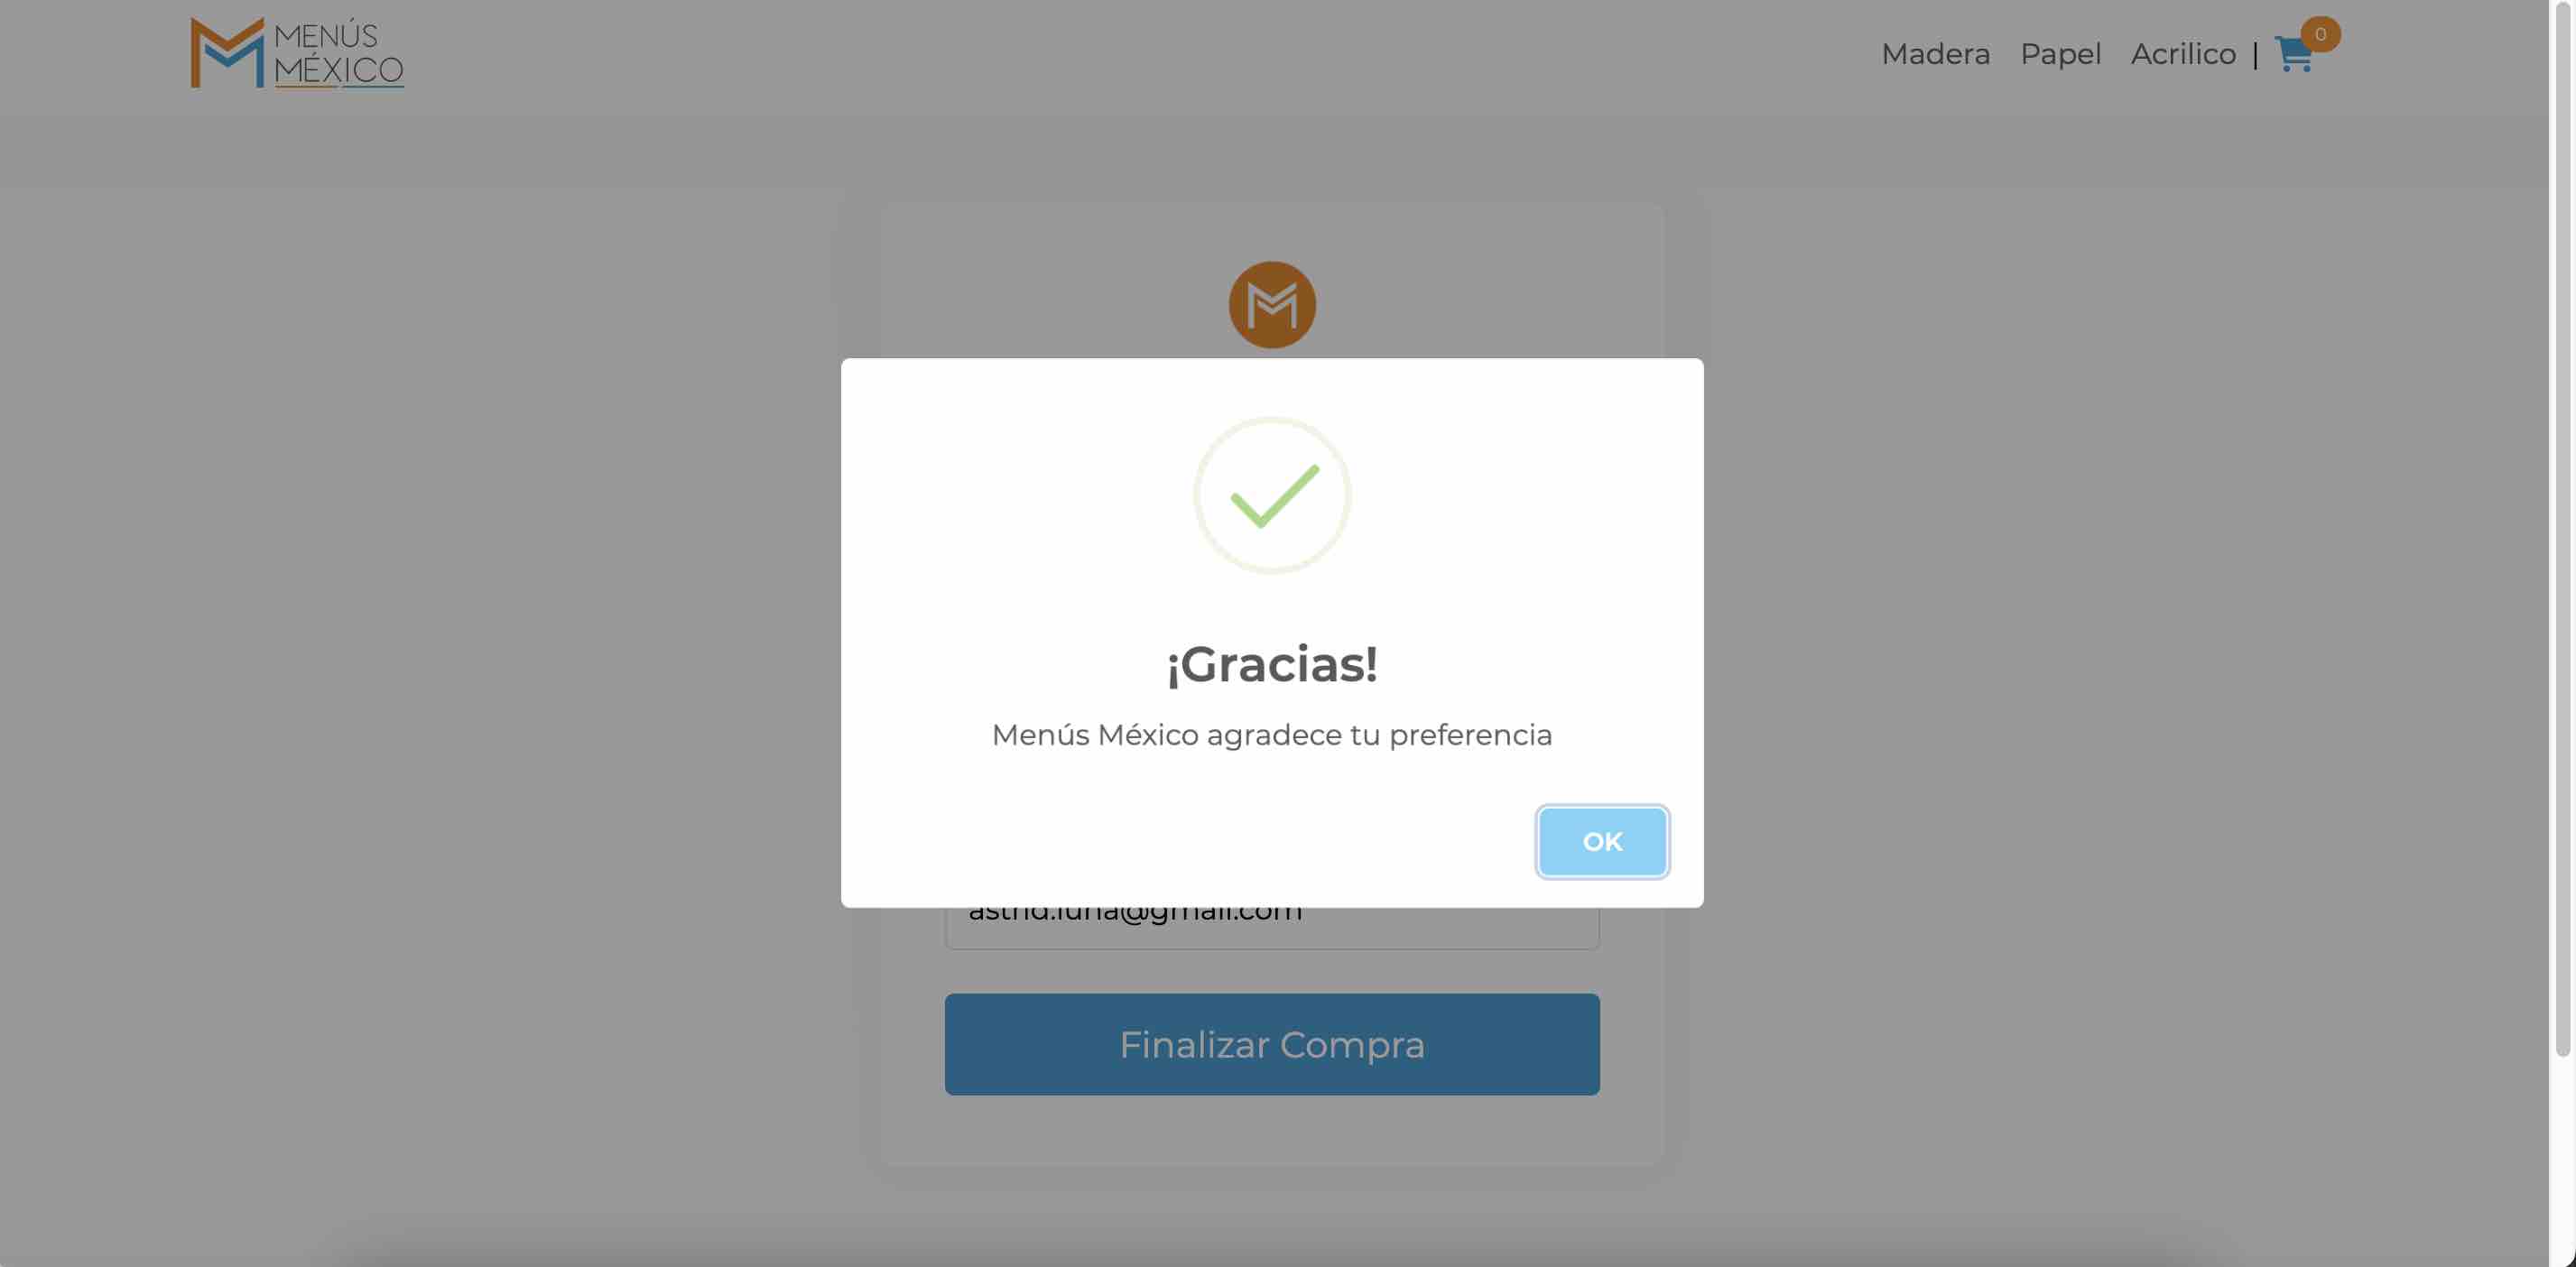 MENÚS
MÉXICO
Madera Papel Acrilico | 0
¡Gracias!
Menús México agradece tu preferencia
OK
astrid.luna@gmail.com
Finalizar Compra